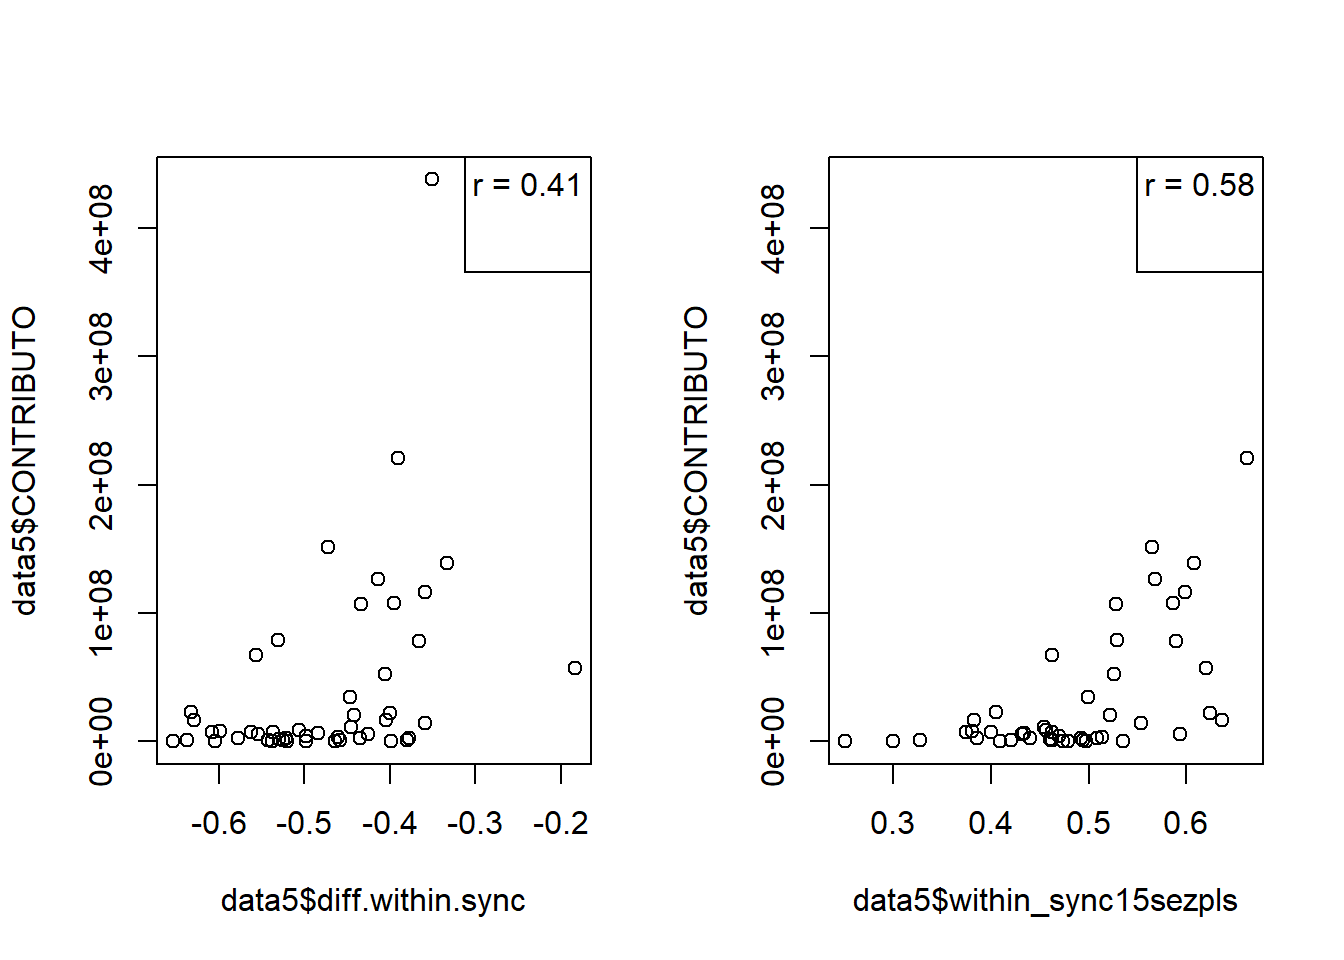 data5$CONTRIBUTO
4e+08
3e+08
2e+08
1e+08
0e+00
r = 0.41
-0.6 -0.5 -0.4 -0.3 -0.2
data5$diff.within.sync
data5$CONTRIBUTO
4e+08
3e+08
2e+08
1e+08
0e+00
r = 0.58
0.3 0.4 0.5 0.6
data5$within_sync15sezpls